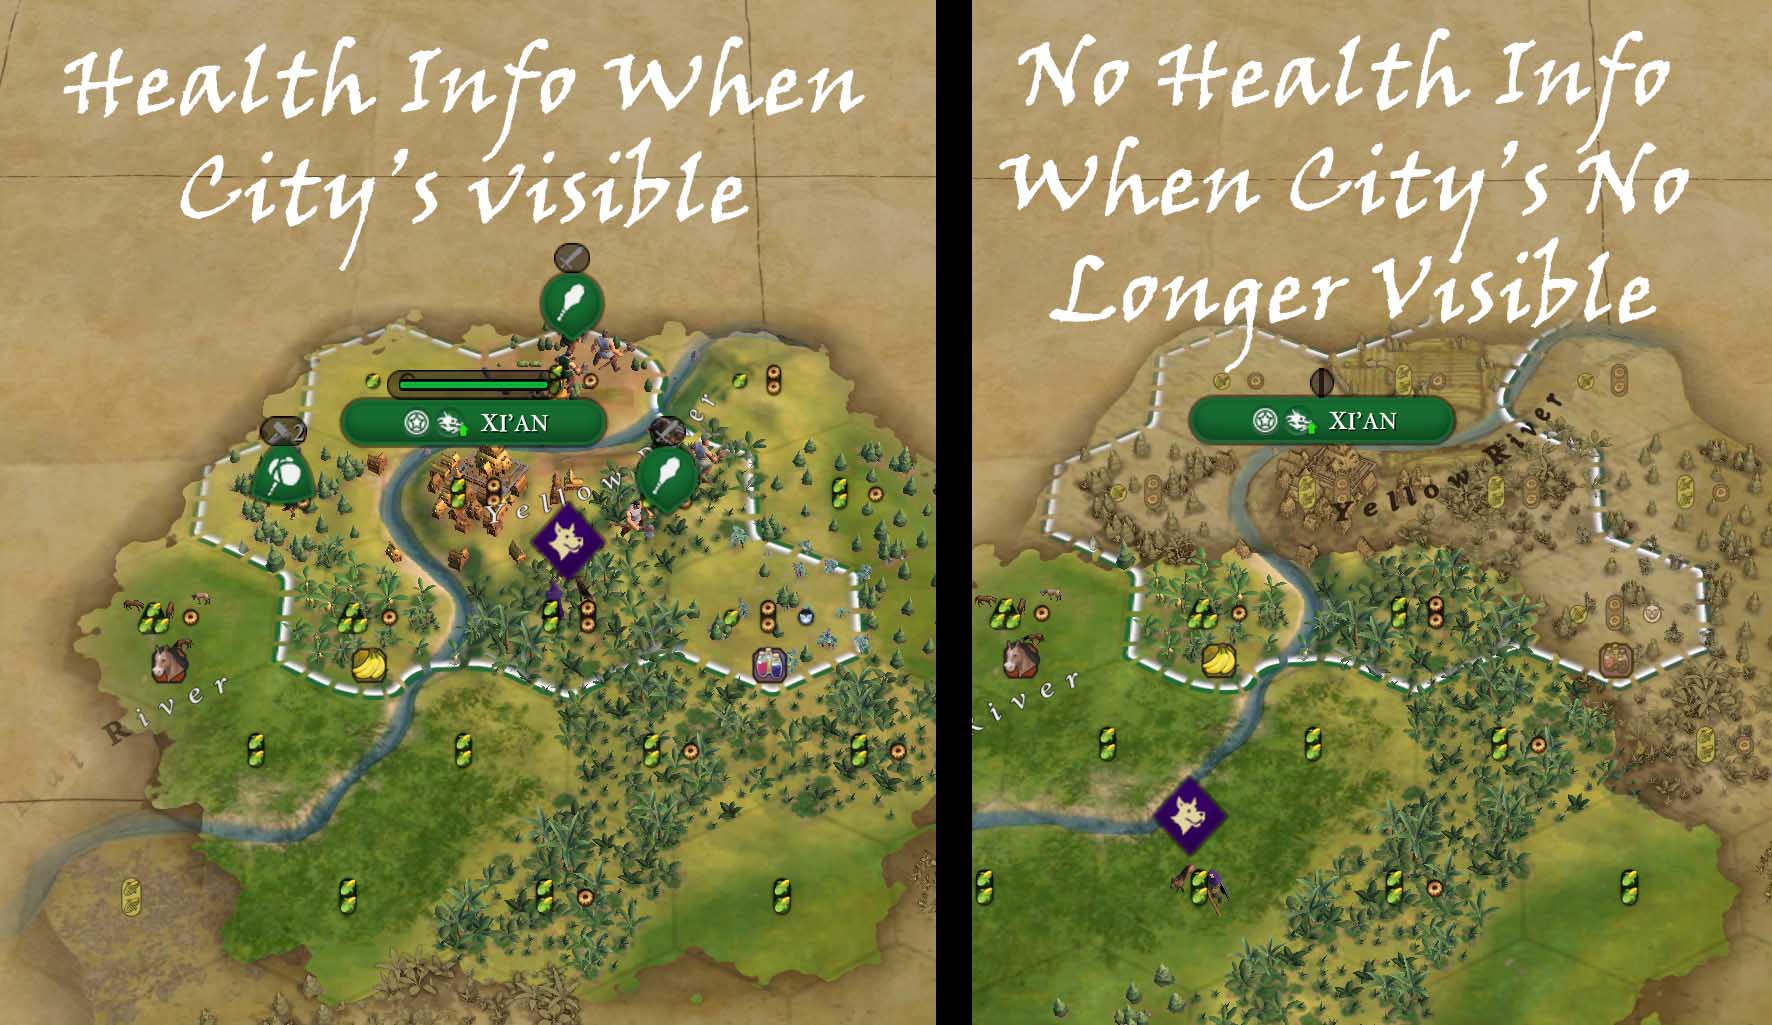 Health Info When
City's visible
2
XI'AN
Yellow River
River
No Health Info
When City's No
Longer Visible
XI'AN
Yellow River
River